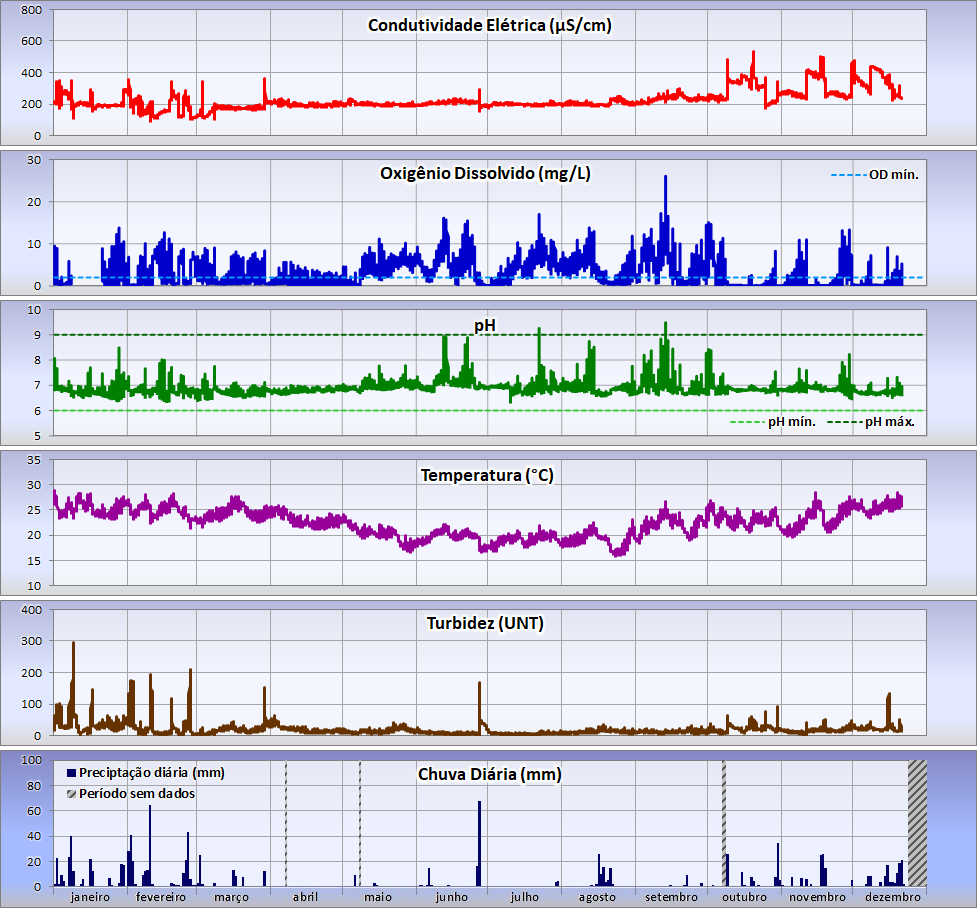 Condutividade Elétrica (µS/cm)
800
600
400
200
0
Oxigênio Dissolvido (mg/L)
OD mín.
30
20
10
0
pH
10
9
8
7
6
5
pH mín. pH máx.
Temperatura (°C)
35
30
25
20
15
10
Turbidez (UNT)
400
300
200
100
0
Chuva Diária (mm)
Preciptação diária (mm)
Período sem dados
100
80
60
40
20
0
janeiro fevereiro março abril maio junho julho agosto setembro outubro novembro dezembro